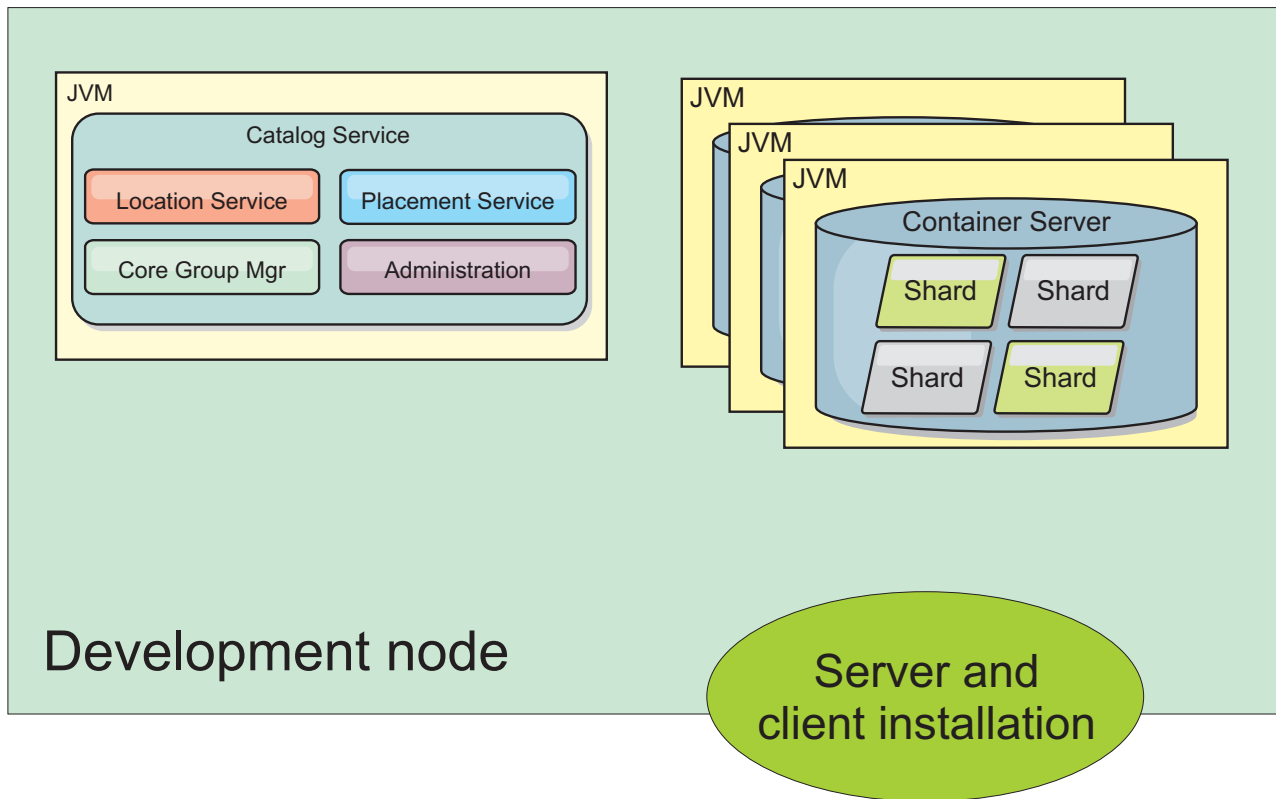 JVM
Catalog Service
Location Service
Placement Service
Core Group Mgr
Administration
JVM
JVM
JVM
Container Server
Shard
Shard
Shard
Shard
Development node
Server and
client installation